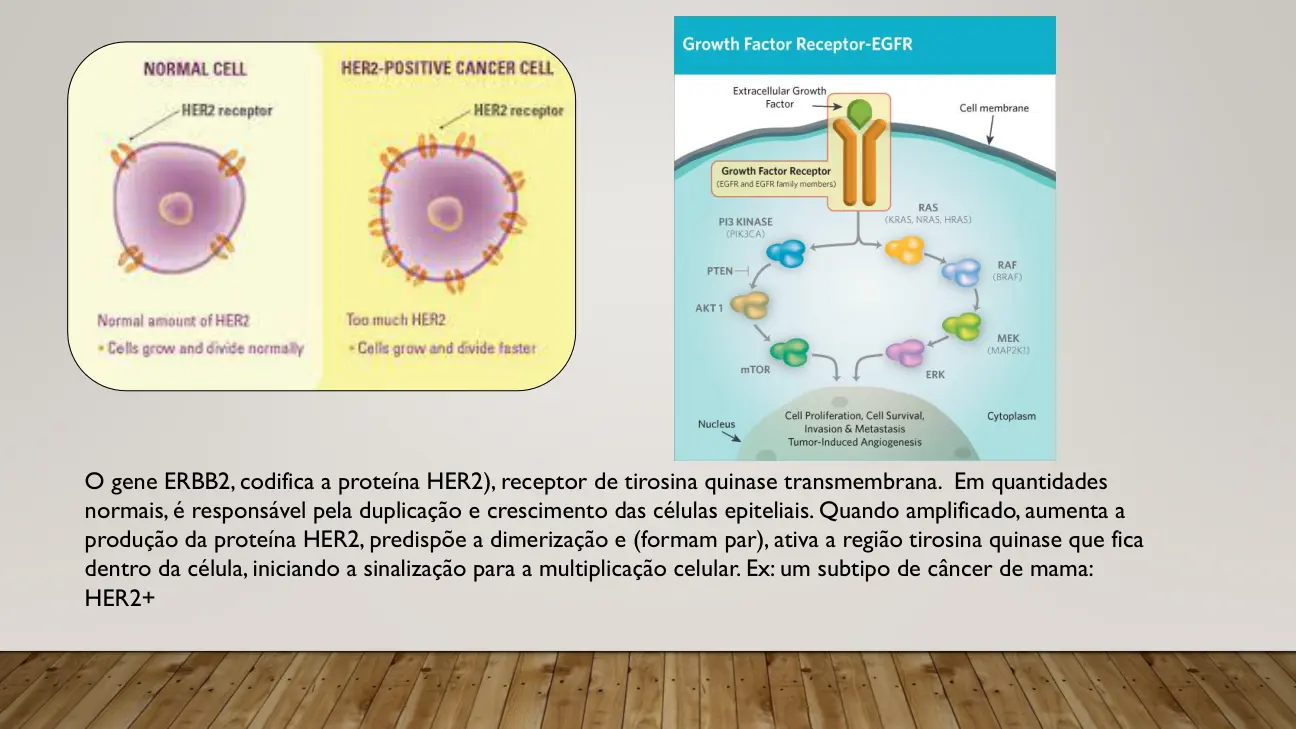 NORMAL CELL
HER2 receptor
Normal amount of HER2
• Cells grow and divide normally
HER2-POSITIVE CANCER CELL
HER2 receptor
Too much HER2
• Cells grow and divide faster
Growth Factor Receptor-EGFR
Extracellular Growth
Factor
Cell membrane
Growth Factor Receptor
(EGFR and EGFR family members)
PI3 KINASE
(PIK3CA)
RAS
(KRAS, NRAS, HRAS)
PTEN
RAF
(BRAF)
AKT 1
MEK
(MAP2K1)
mTOR
ERK
Nucleus
Cell Proliferation, Cell Survival,
Invasion & Metastasis
Tumor-Induced Angiogenesis
Cytoplasm
O gene ERBB2, codifica a proteína HER2), receptor de tirosina quinase transmembrana.  Em quantidades
normais, é responsável pela duplicação e crescimento das células epiteliais. Quando amplificado, aumenta a
produção da proteína HER2, predispõe a dimerização e (formam par), ativa a região tirosina quinase que fica
dentro da célula, iniciando a sinalização para a multiplicação celular. Ex: um subtipo de câncer de mama:
HER2+